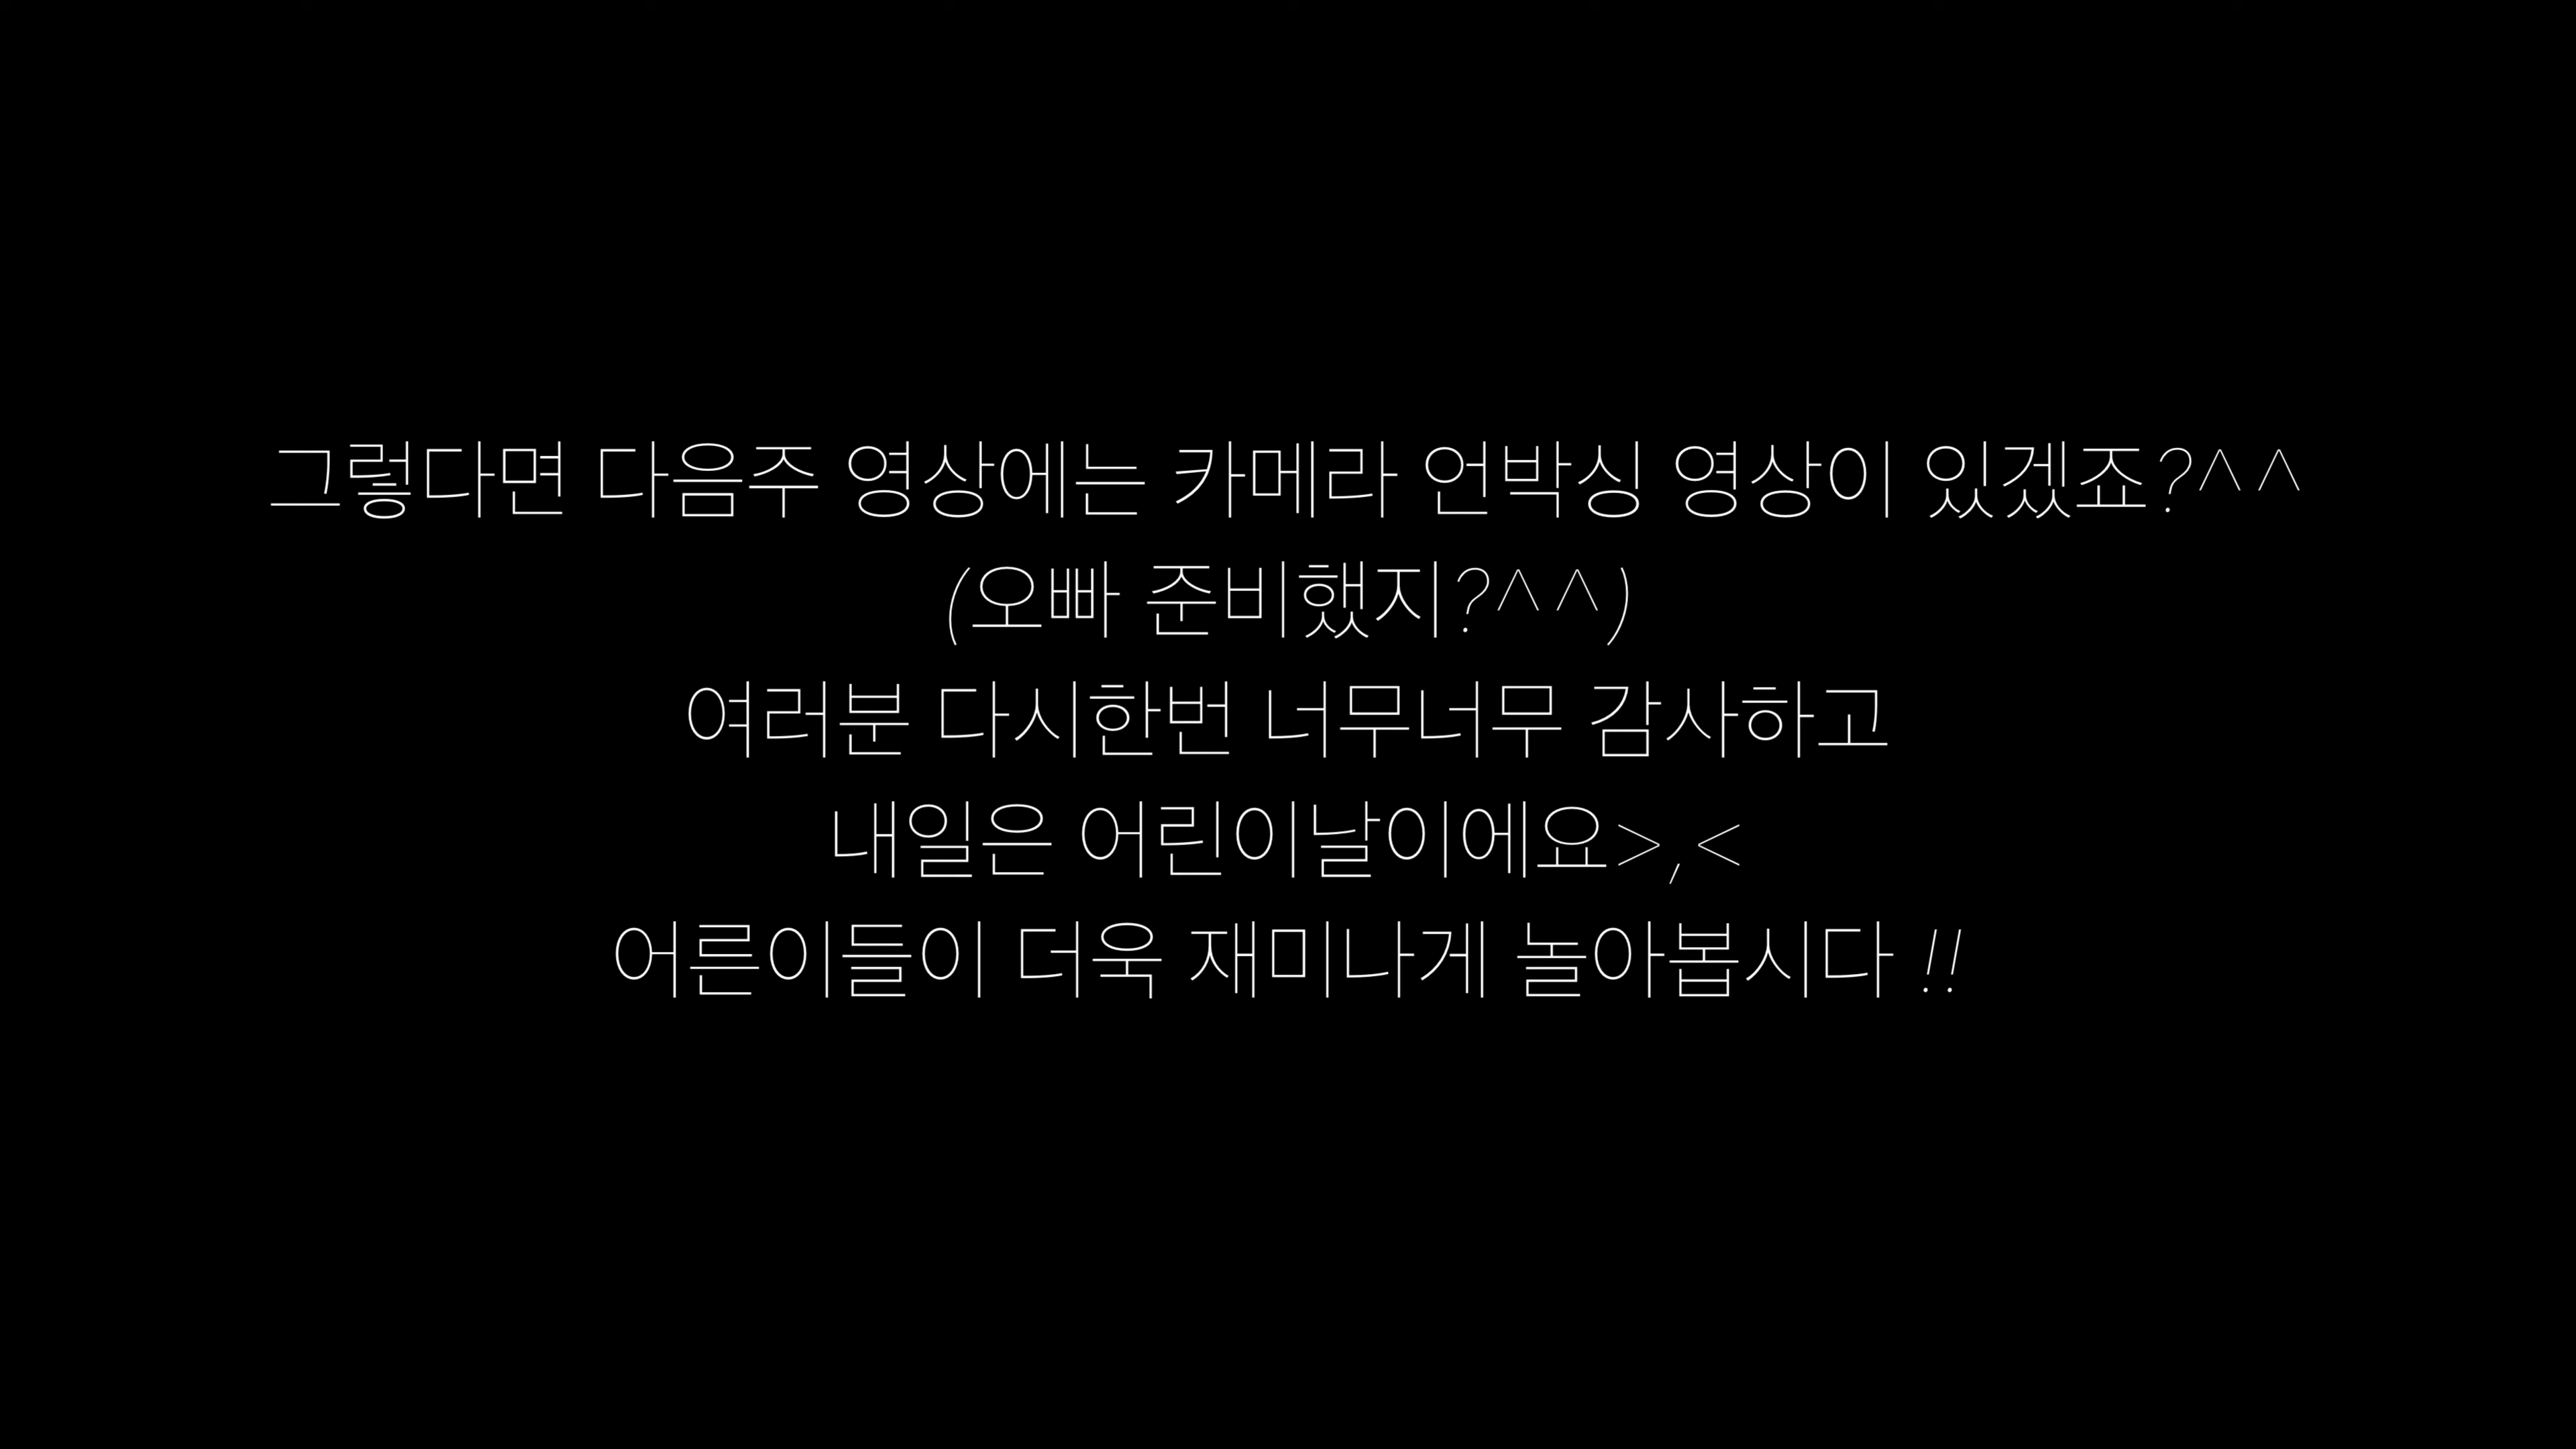 그렇다면 다음주 영상에는 카메라 언박싱 영상이 있겠죠?^^
(오빠 준비했지?^^)
여러분 다시한번 너무너무 감사하고
내일은 어린이날이에요>,<
어른이들이 더욱 재미나게 놀아봅시다 !!